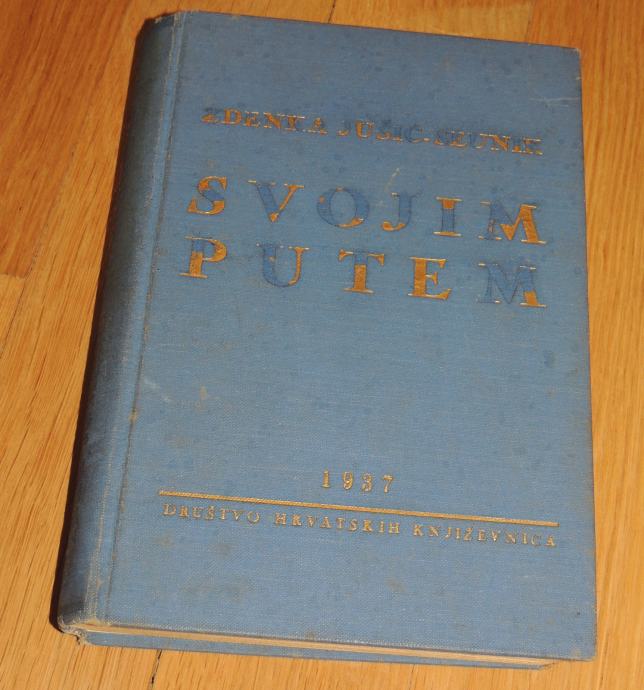 ZDENKA JUŠIĆ-SEUNIK
SVOJIM
PUTEM
1937
DRUŠTVO HRVATSKIH KNJIŽEVNICA